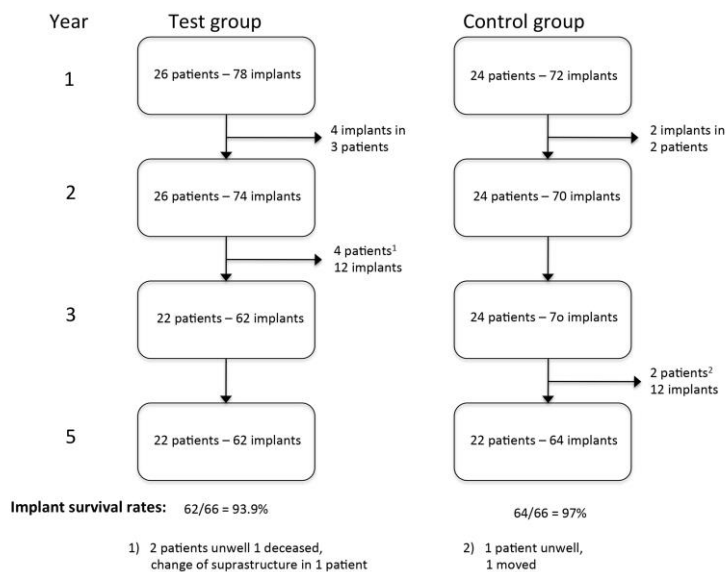 Year Test group Control group
1
26 patients – 78 implants
24 patients – 72 implants
4 implants in
3 patients
2 implants in
2 patients
2
26 patients – 74 implants
24 patients – 70 implants
4 patients¹
12 implants
3
22 patients – 62 implants
24 patients – 7o implants
2 patients²
12 implants
5
22 patients – 62 implants
22 patients – 64 implants
Implant survival rates: 62/66 = 93.9% 64/66 = 97%
1) 2 patients unwell 1 deceased,
change of suprastructure in 1 patient
2) 1 patient unwell,
1 moved